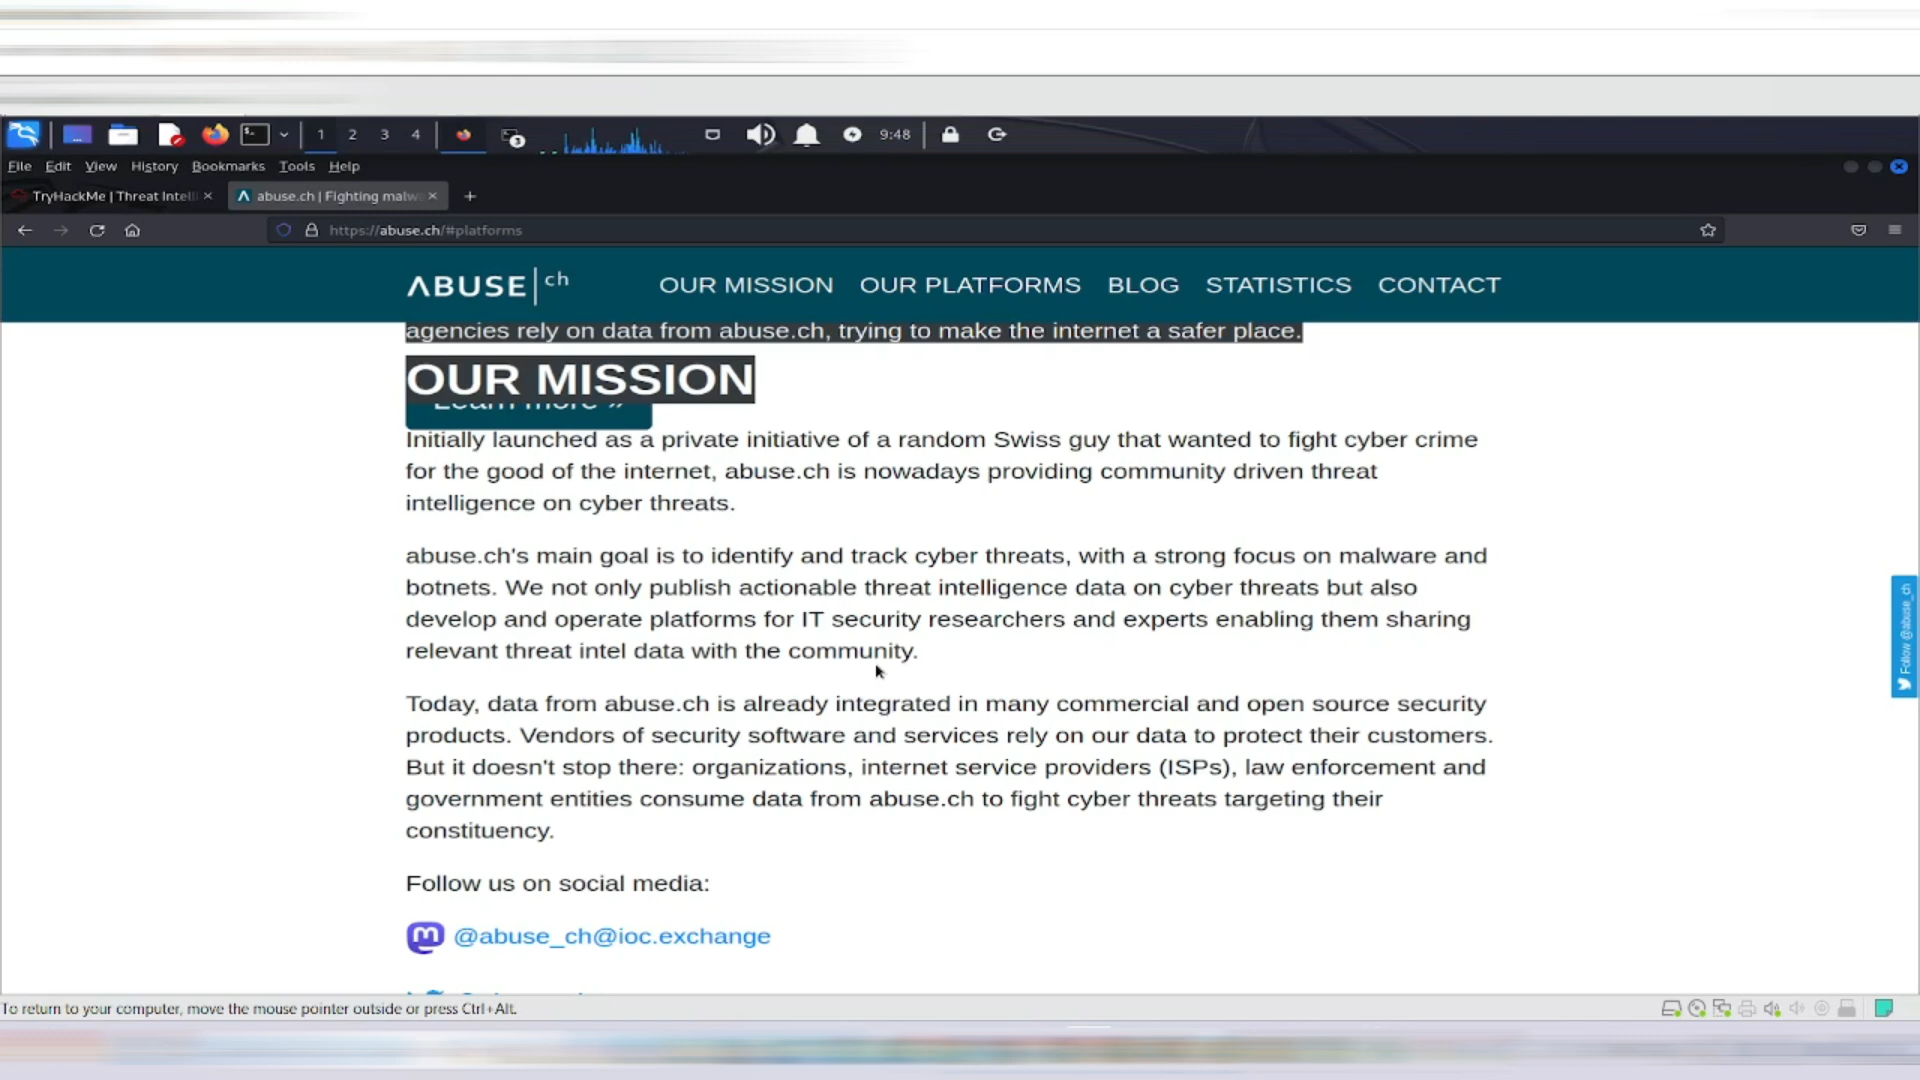 1 2 3 4 3 9:48
File Edit View History Bookmarks Tools Help
TryHackMe | Threat Intelli abuse.ch | Fighting malwa
https://abuse.ch/#platforms
ABUSE|ch OUR MISSION OUR PLATFORMS BLOG STATISTICS CONTACT
agencies rely on data from abuse.ch, trying to make the internet a safer place.
OUR MISSION
Learn more »
Initially launched as a private initiative of a random Swiss guy that wanted to fight cyber crime
for the good of the internet, abuse.ch is nowadays providing community driven threat
intelligence on cyber threats.
abuse.ch's main goal is to identify and track cyber threats, with a strong focus on malware and
botnets. We not only publish actionable threat intelligence data on cyber threats but also
develop and operate platforms for IT security researchers and experts enabling them sharing
relevant threat intel data with the community.
Today, data from abuse.ch is already integrated in many commercial and open source security
products. Vendors of security software and services rely on our data to protect their customers.
But it doesn't stop there: organizations, internet service providers (ISPs), law enforcement and
government entities consume data from abuse.ch to fight cyber threats targeting their
constituency.
Follow us on social media:
@abuse_ch@ioc.exchange
Follow @abuse_ch
To return to your computer, move the mouse pointer outside or press Ctrl+Alt.